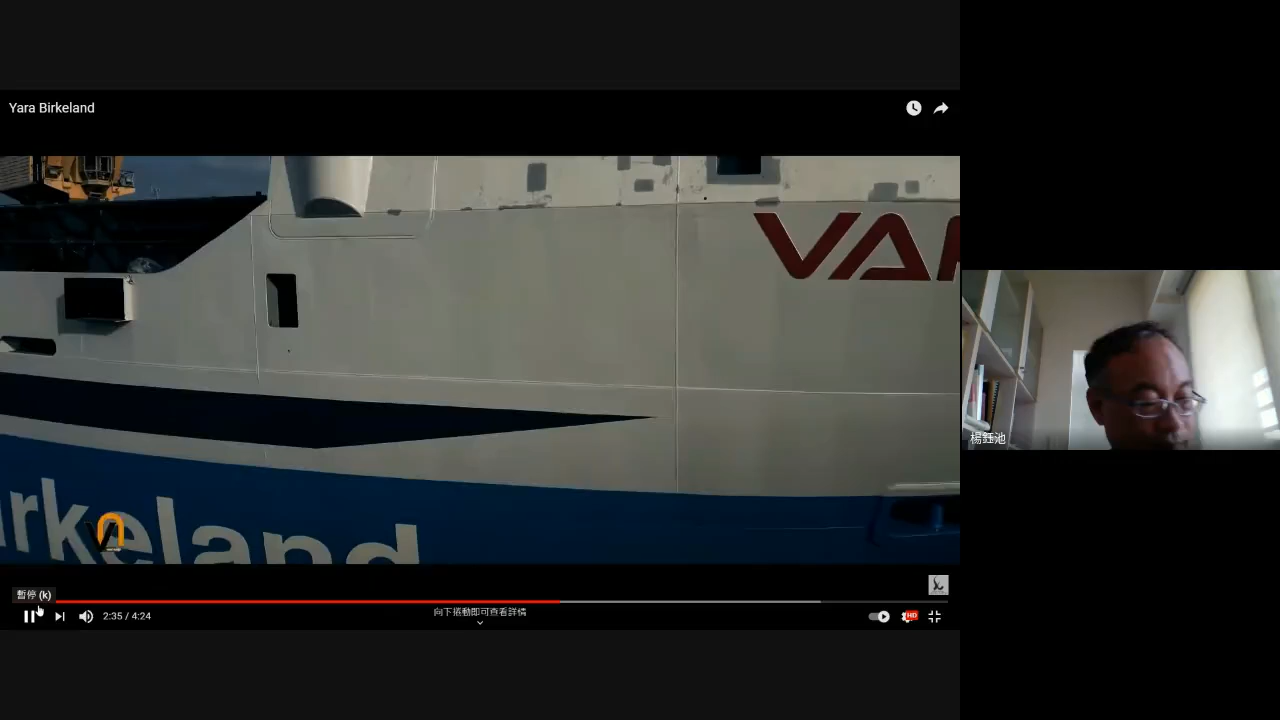 Yara Birkeland
VAR
rkeland
暫停 (k)
2:35 / 4:24
向下捲動即可查看詳情
HD
楊鈺池